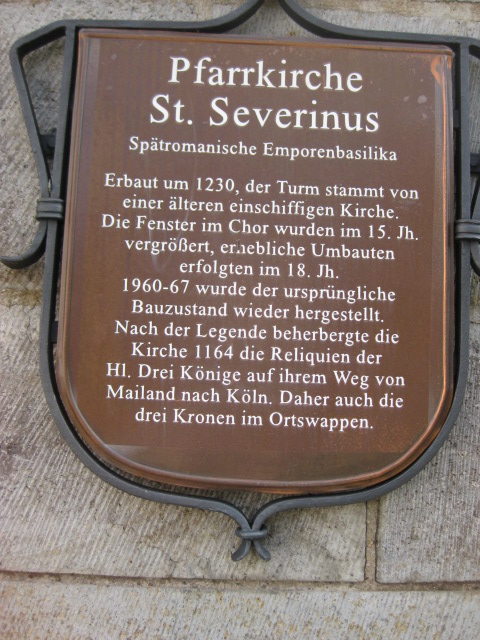 Pfarrkirche
St. Severinus
Spätromanische Emporenbasilika
Erbaut um 1230, der Turm stammt von
einer älteren einschiffigen Kirche.
Die Fenster im Chor wurden im 15. Jh.
vergrößert, erhebliche Umbauten
erfolgten im 18. Jh.
1960-67 wurde der ursprüngliche
Bauzustand wieder hergestellt.
Nach der Legende beherbergte die
Kirche 1164 die Reliquien der
Hl. Drei Könige auf ihrem Weg von
Mailand nach Köln. Daher auch die
drei Kronen im Ortswappen.